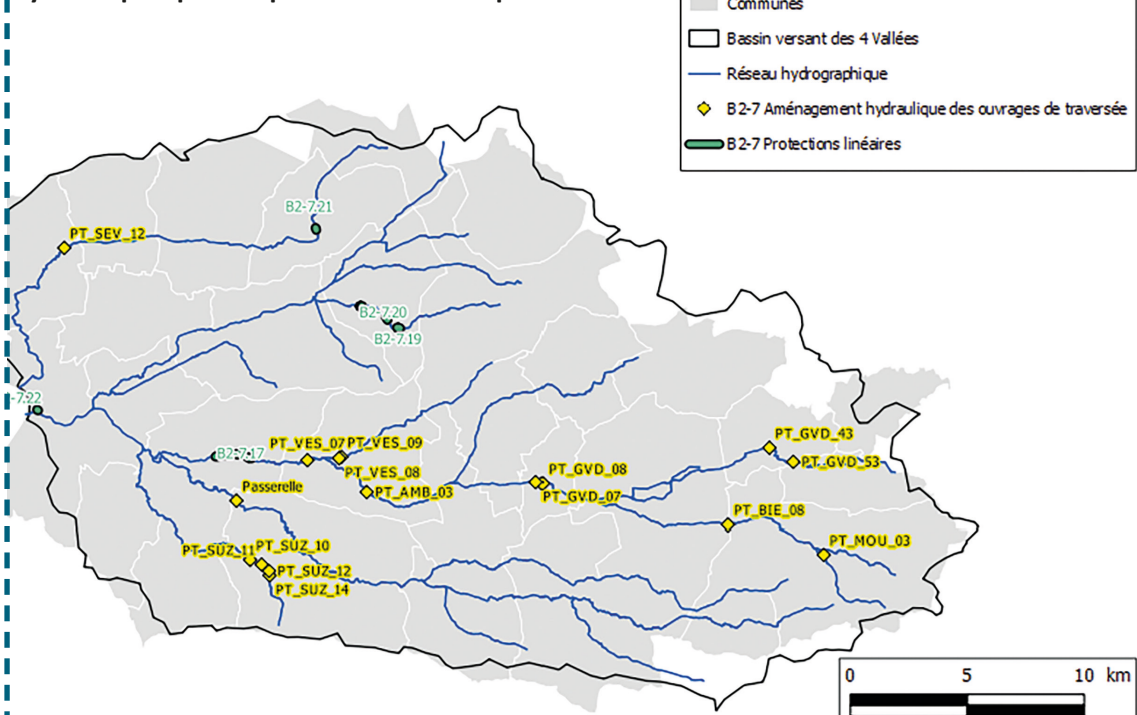 Communes
Bassin versant des 4 Vallées
Réseau hydrographique
B2-7 Aménagement hydraulique des ouvrages de traversée
B2-7 Protections linéaires
B2-7.21
PT_SEV_12
B2-7.20
B2-7.19
-7.22
PT_GVD_43
PT_VES_07 PT_VES_09
B2-7.17
PT_GVD_53
PT_VES_08
PT_GVD_08
Passerelle
PT_AMB_03
PT_GVD_07
PT_BIE_08
PT_MOU_03
PT_SUZ_11 PT_SUZ_10
PT_SUZ_12
PT_SUZ_14
0 5 10 km